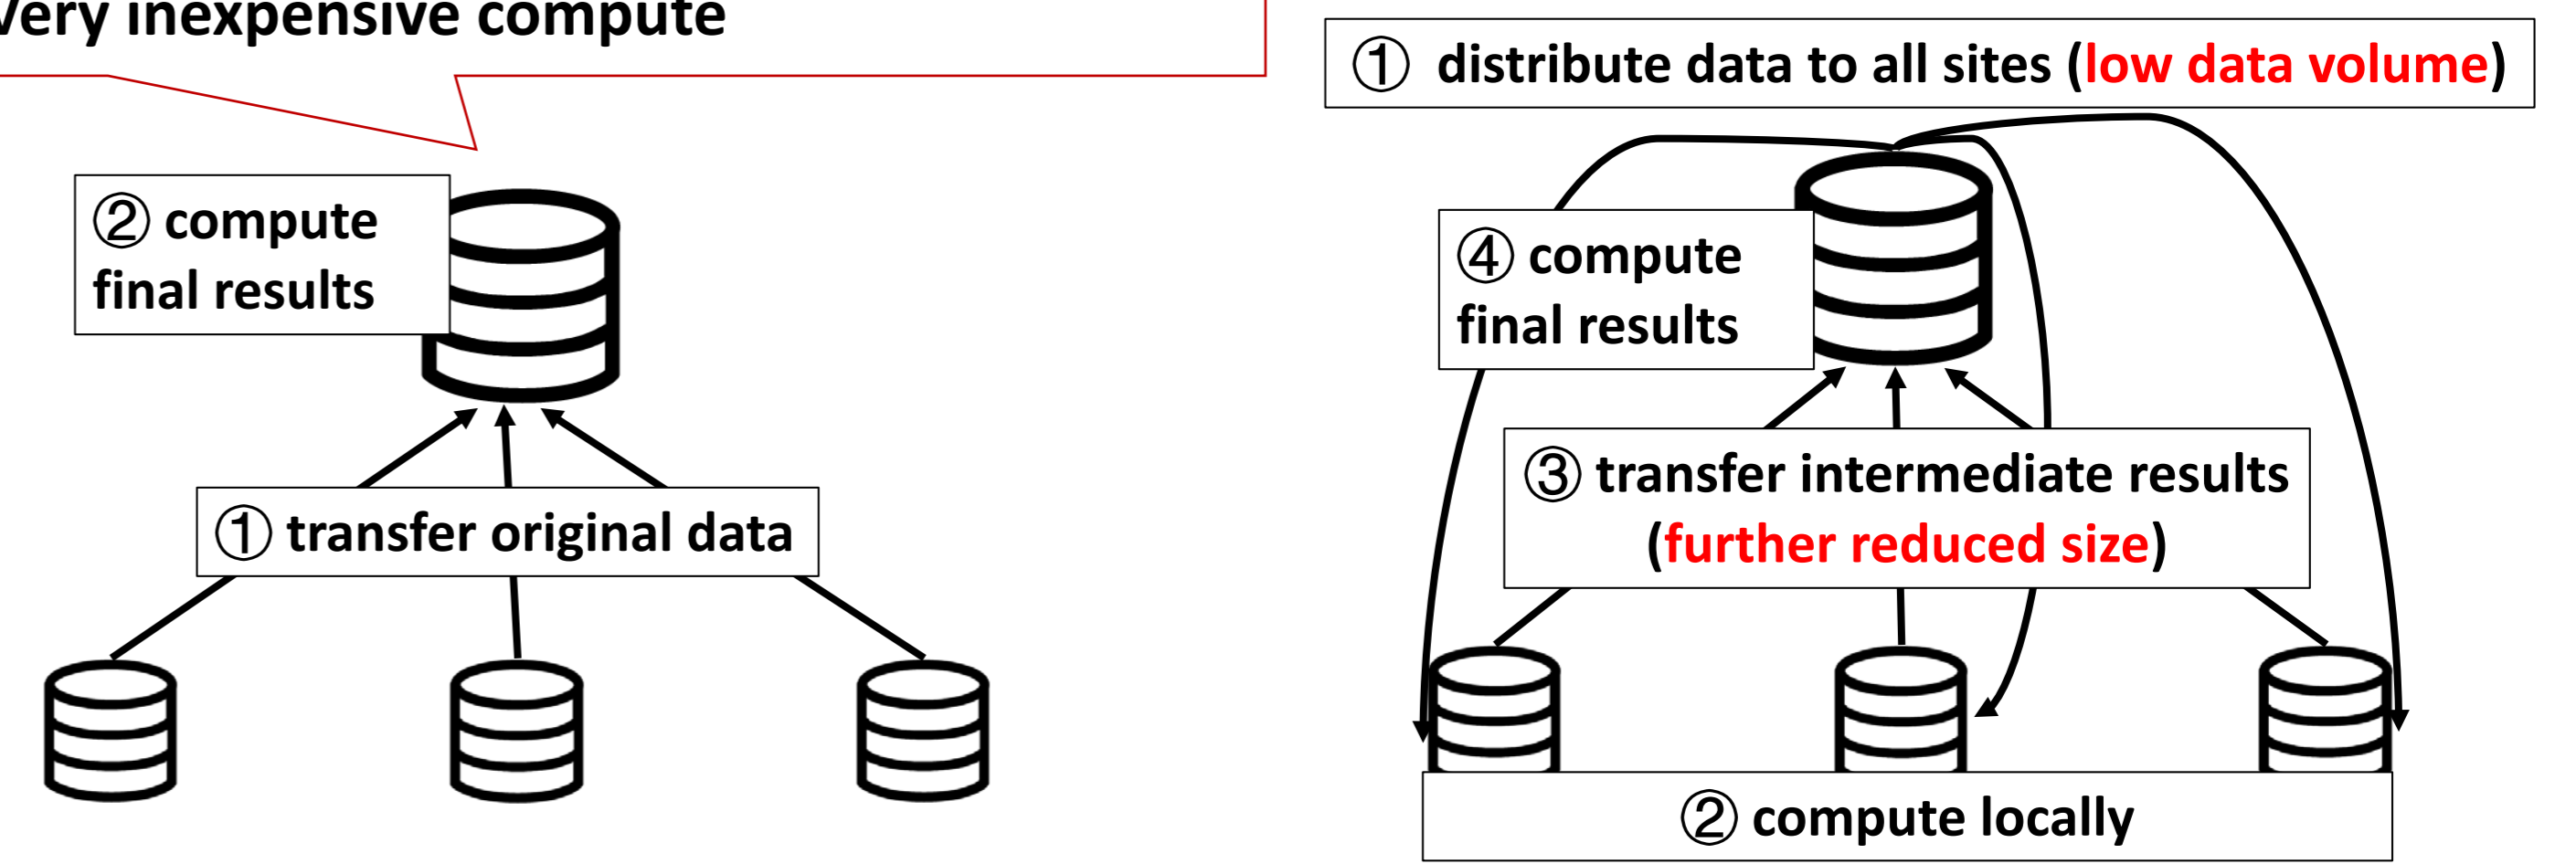 very inexpensive compute
② compute
final results
① transfer original data
① distribute data to all sites (low data volume)
④ compute
final results
③ transfer intermediate results
(further reduced size)
② compute locally